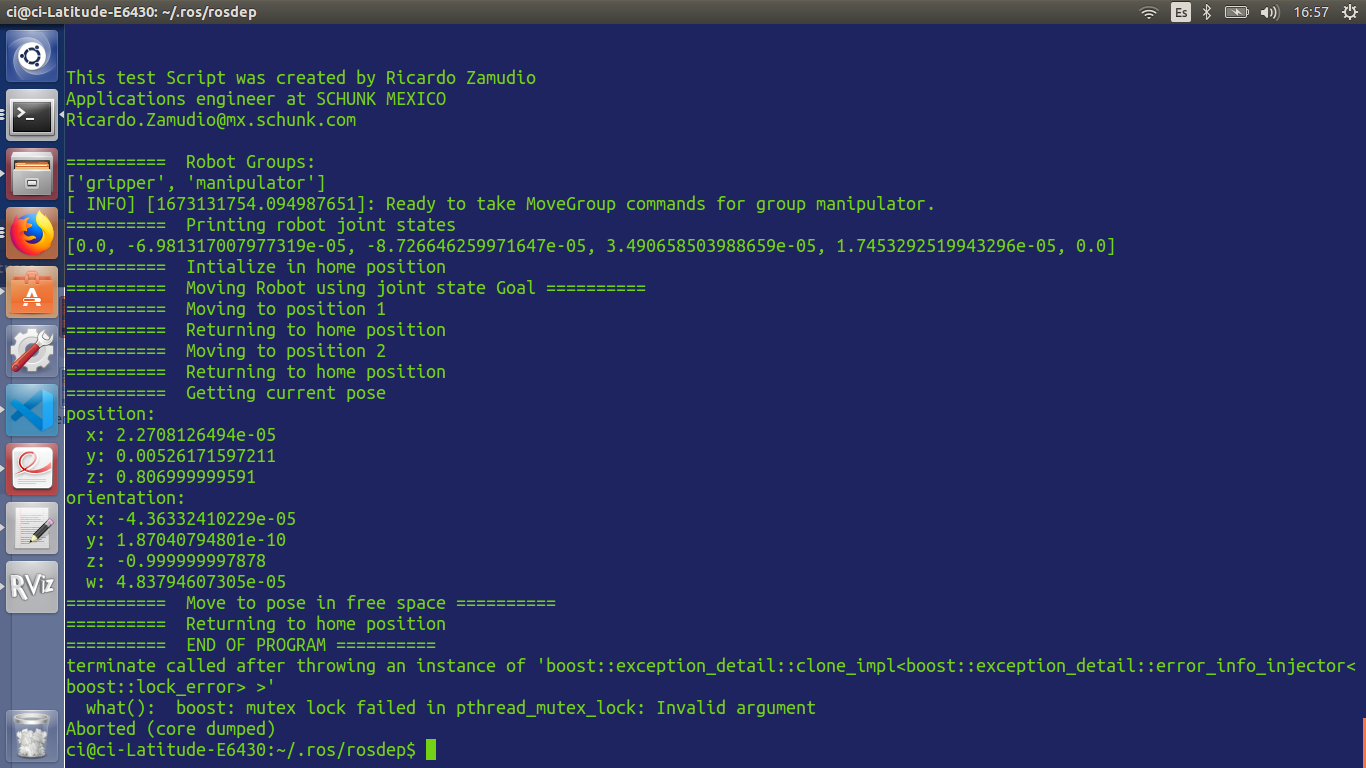 ci@ci-Latitude-E6430: ~/.ros/rosdep
Es
16:57
This test Script was created by Ricardo Zamudio
Applications engineer at SCHUNK MEXICO
Ricardo.Zamudio@mx.schunk.com
==========  Robot Groups:
['gripper', 'manipulator']
[ INFO] [1673131754.094987651]: Ready to take MoveGroup commands for group manipulator.
==========  Printing robot joint states
[0.0, -6.981317007977319e-05, -8.726646259971647e-05, 3.490658503988659e-05, 1.7453292519943296e-05, 0.0]
==========  Intialize in home position
==========  Moving Robot using joint state Goal ==========
==========  Moving to position 1
==========  Returning to home position
==========  Moving to position 2
==========  Returning to home position
==========  Getting current pose
position:
  x: 2.2708126494e-05
  y: 0.00526171597211
  z: 0.806999999591
orientation:
  x: -4.36332410229e-05
  y: 1.87040794801e-10
  z: -0.999999997878
  w: 4.83794607305e-05
==========  Move to pose in free space ==========
==========  Returning to home position
==========  END OF PROGRAM ==========
terminate called after throwing an instance of 'boost::exception_detail::clone_impl<boost::exception_detail::error_info_injector<
boost::lock_error> >'
  what():  boost: mutex lock failed in pthread_mutex_lock: Invalid argument
Aborted (core dumped)
ci@ci-Latitude-E6430:~/.ros/rosdep$
RViz